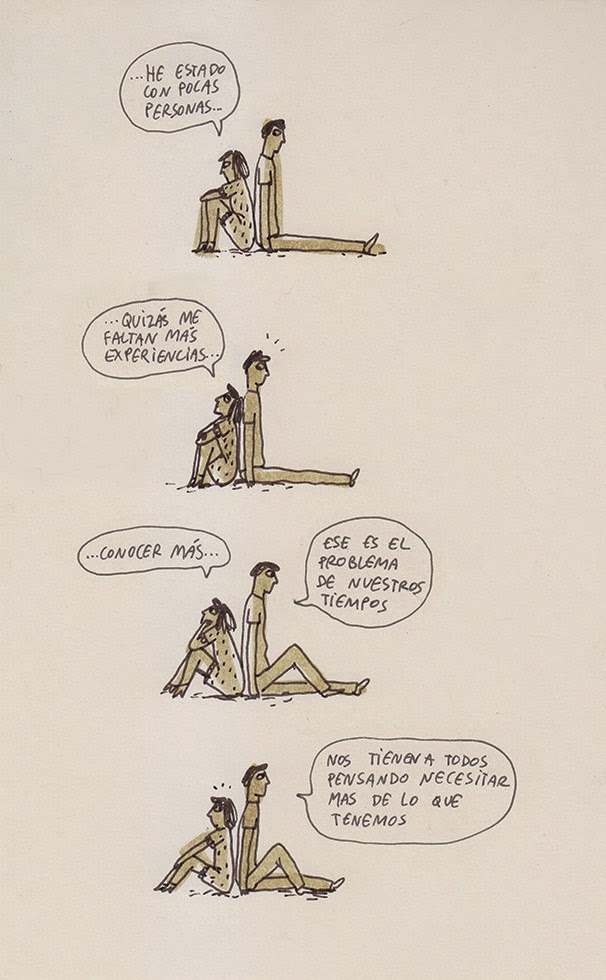 ...HE ESTADO
CON POCAS
PERSONAS...
...QUIZÁS ME
FALTAN MÁS
EXPERIENCIAS...
...CONOCER MÁS...
ESE ES EL
PROBLEMA
DE NUESTROS
TIEMPOS
NOS TIENEN A TODOS
PENSANDO NECESITAR
MAS DE LO QUE
TENEMOS